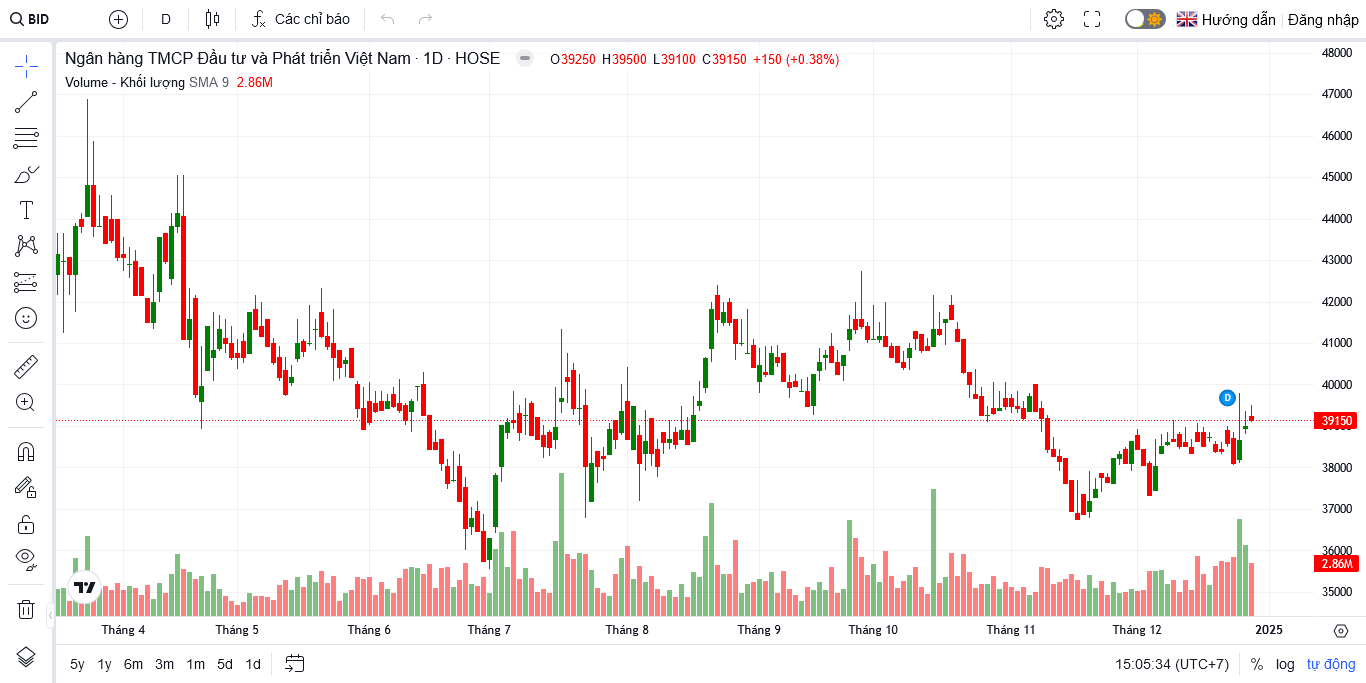 BID D Các chỉ báo Hướng dẫn Đăng nhập
Ngân hàng TMCP Đầu tư và Phát triển Việt Nam · 1D · HOSE O39250 H39500 L39100 C39150 +150 (+0.38%)
Volume - Khối lượng SMA 9 2.86M
48000
47000
46000
45000
44000
43000
42000
41000
40000
D
39150
38000
37000
36000
2.86M
35000
Tháng 4 Tháng 5 Tháng 6 Tháng 7 Tháng 8 Tháng 9 Tháng 10 Tháng 11 Tháng 12 2025
5y 1y 6m 3m 1m 5d 1d 15:05:34 (UTC+7) % log tự động